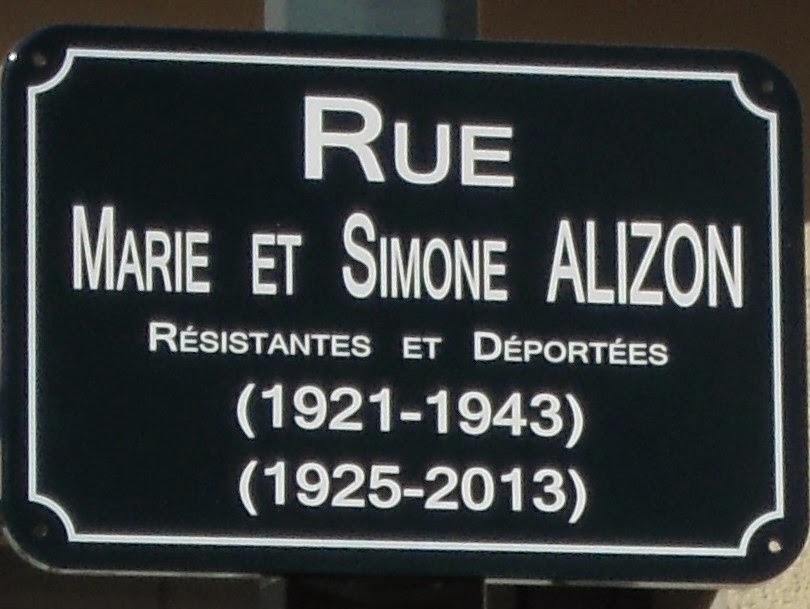 RUE
MARIE ET SIMONE ALIZON
RÉSISTANTES ET DÉPORTÉES
(1921-1943)
(1925-2013)